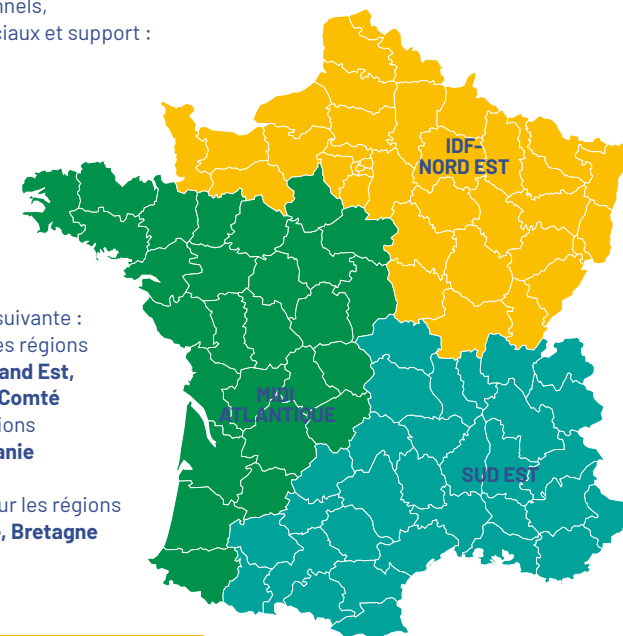 nnels,
ciaux et support :
suivante :
es régions
and Est,
Comté
ions
anie
ur les régions
, Bretagne
IDF-
NORD EST
MIDI
ATLANTIQUE
SUD EST